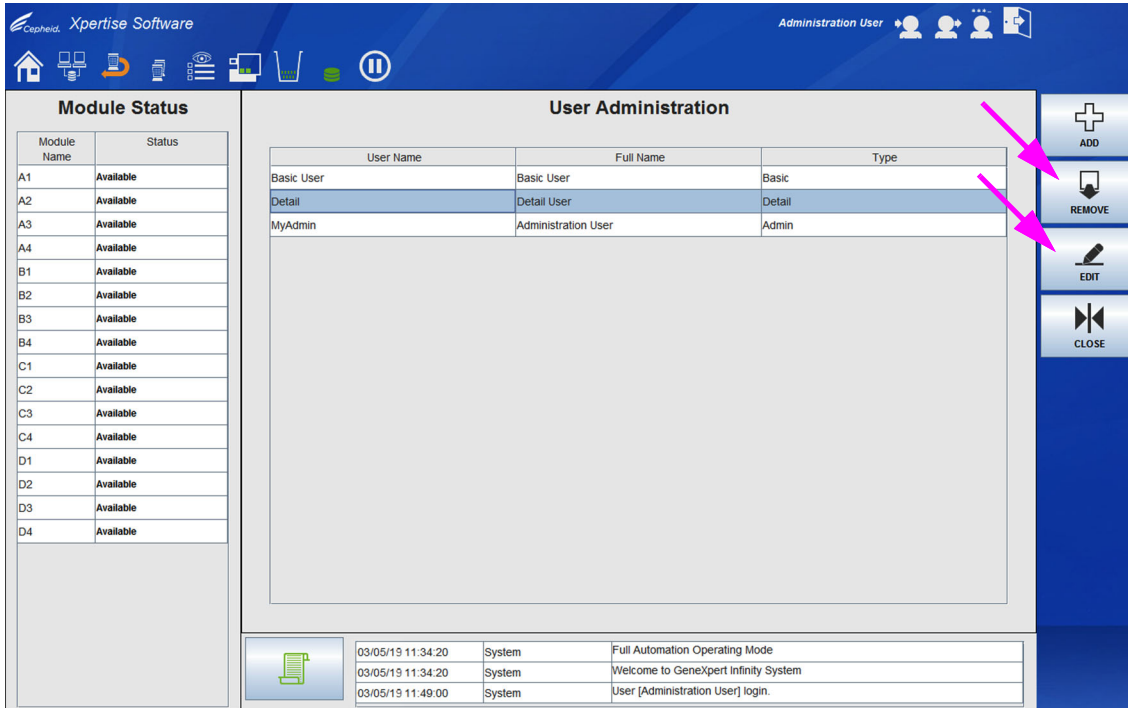 Cepheid. Xpertise Software
Administration User
Module Status
Module Name Status
A1 Available
A2 Available
A3 Available
A4 Available
B1 Available
B2 Available
B3 Available
B4 Available
C1 Available
C2 Available
C3 Available
C4 Available
D1 Available
D2 Available
D3 Available
D4 Available
User Administration
User Name Full Name Type
Basic User Basic User Basic
Detail Detail User Detail
MyAdmin Administration User Admin
03/05/19 11:34:20 System Full Automation Operating Mode
03/05/19 11:34:20 System Welcome to GeneXpert Infinity System
03/05/19 11:49:00 System User [Administration User] login.
ADD
REMOVE
EDIT
CLOSE